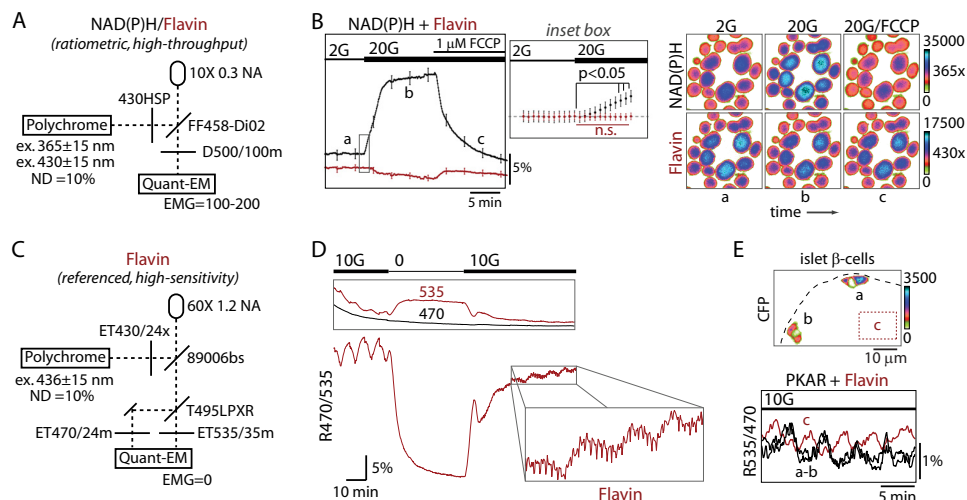 A
NAD(P)H/Flavin
(ratiometric, high-throughput)
10X 0.3 NA
430HSP
Polychrome
FF458-Di02
ex. 365±15 nm
ex. 430±15 nm
ND =10%
D500/100m
Quant-EM
EMG=100-200
B
NAD(P)H + Flavin
2G
20G
1 µM FCCP
a
b
c
5%
5 min
inset box
2G
20G
p<0.05
n.s.
2G
20G
20G/FCCP
NAD(P)H
35000
365x
0
Flavin
17500
430x
0
a
b
c
time
C
Flavin
(referenced, high-sensitivity)
60X 1.2 NA
ET430/24x
Polychrome
89006bs
ex. 436±15 nm
ND =10%
T495LPXR
ET470/24m
ET535/35m
Quant-EM
EMG=0
D
10G
0
10G
535
470
R470/535
5%
10 min
Flavin
E
islet β-cells
CFP
a
b
c
3500
0
10 µm
PKAR + Flavin
10G
R535/470
c
a-b
1%
5 min